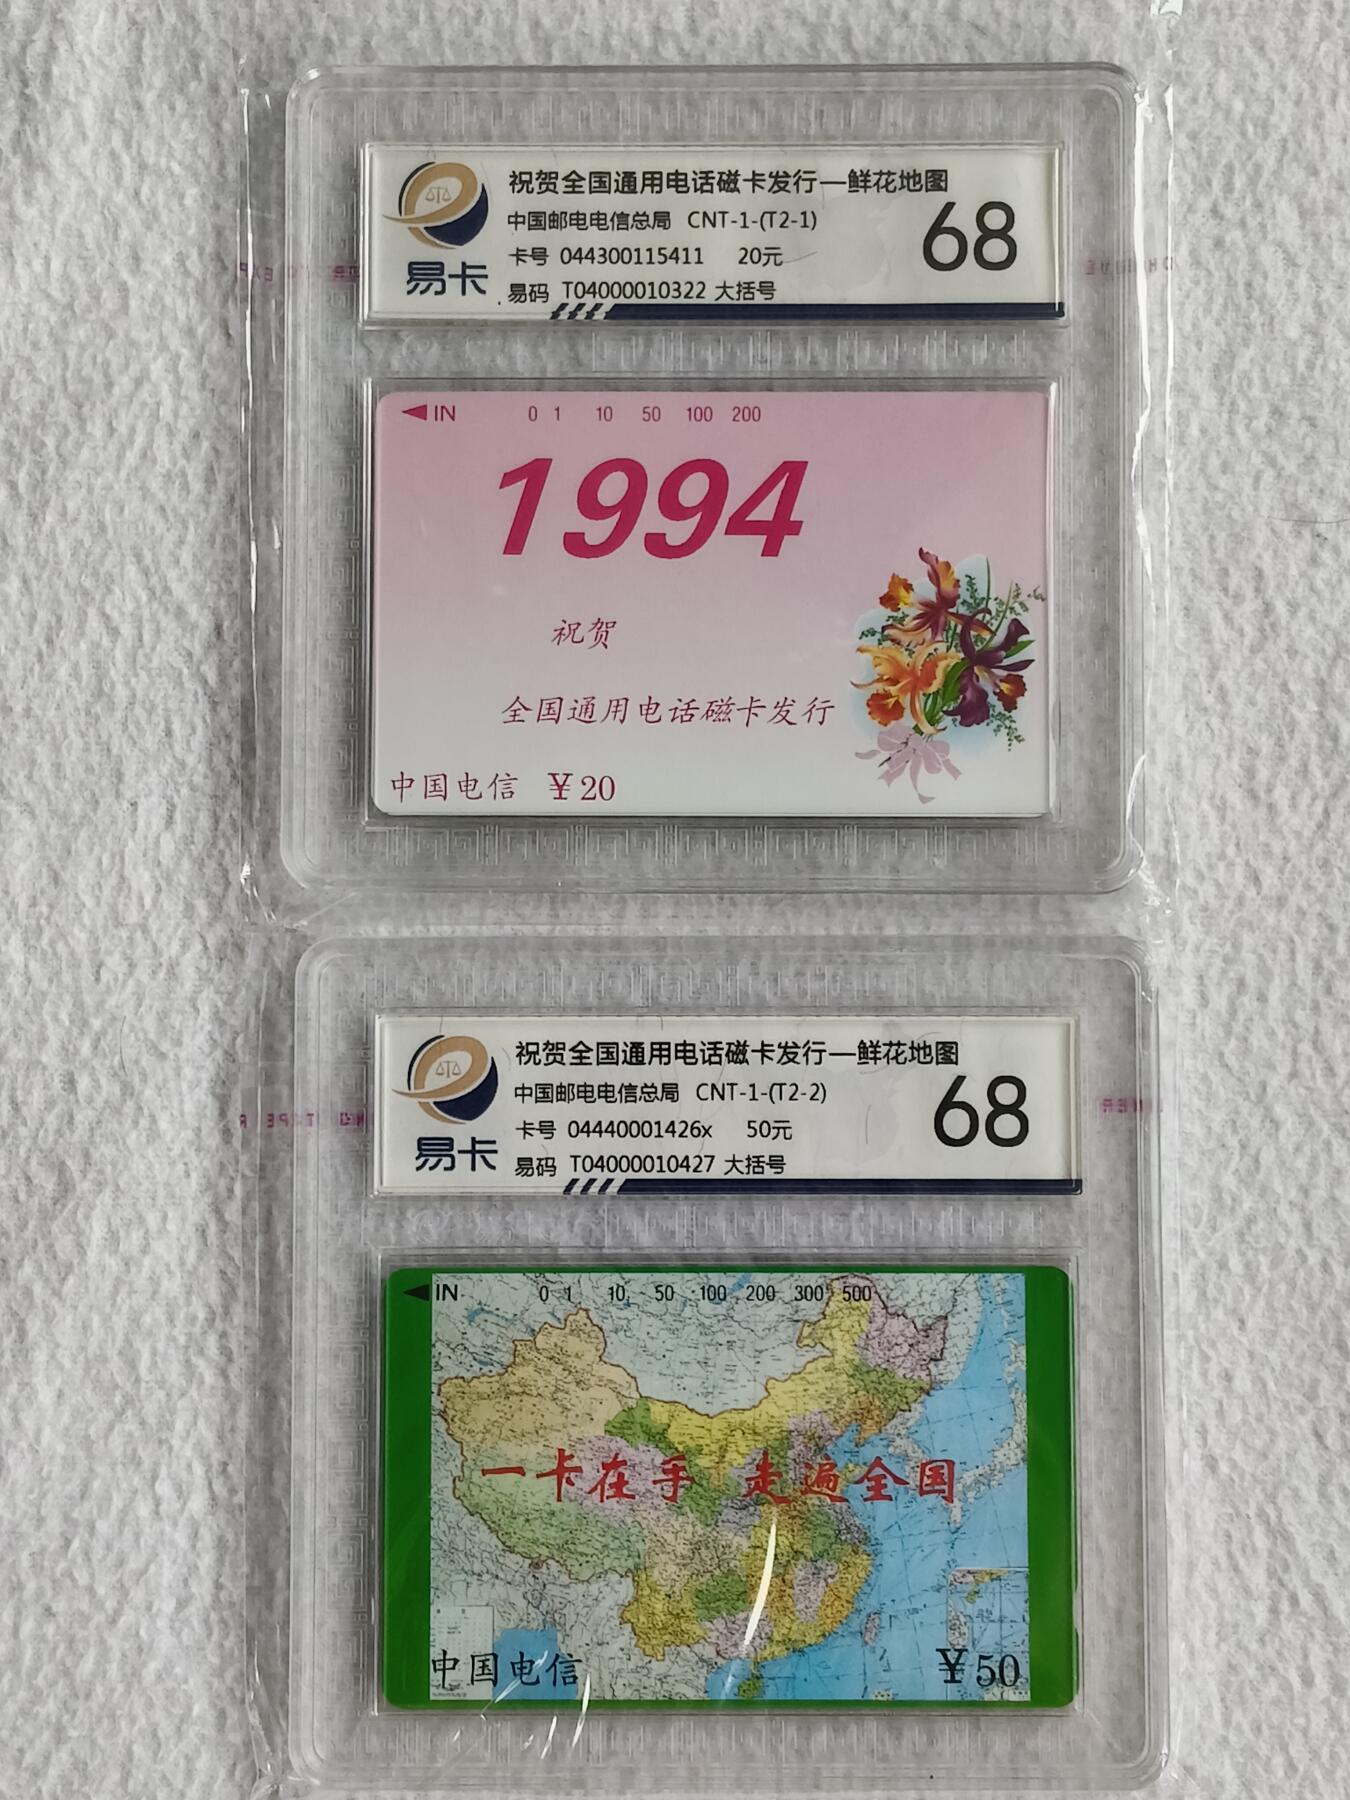 祝贺全国通用电话磁卡发行—鲜花地图
中国邮电电信总局 CNT-1-(T2-1)
68
卡号 044300115411 20元
易卡
易码 T04000010322 大括号
IN 0 1 10 50 100 200
1994
祝贺
全国通用电话磁卡发行
中国电信 ¥20
祝贺全国通用电话磁卡发行—鲜花地图
中国邮电电信总局 CNT-1-(T2-2)
68
卡号 04440001426x 50元
易卡
易码 T04000010427 大括号
IN 0 1 10 50 100 200 300 500
一卡在手 走遍全国
中国电信 ¥50